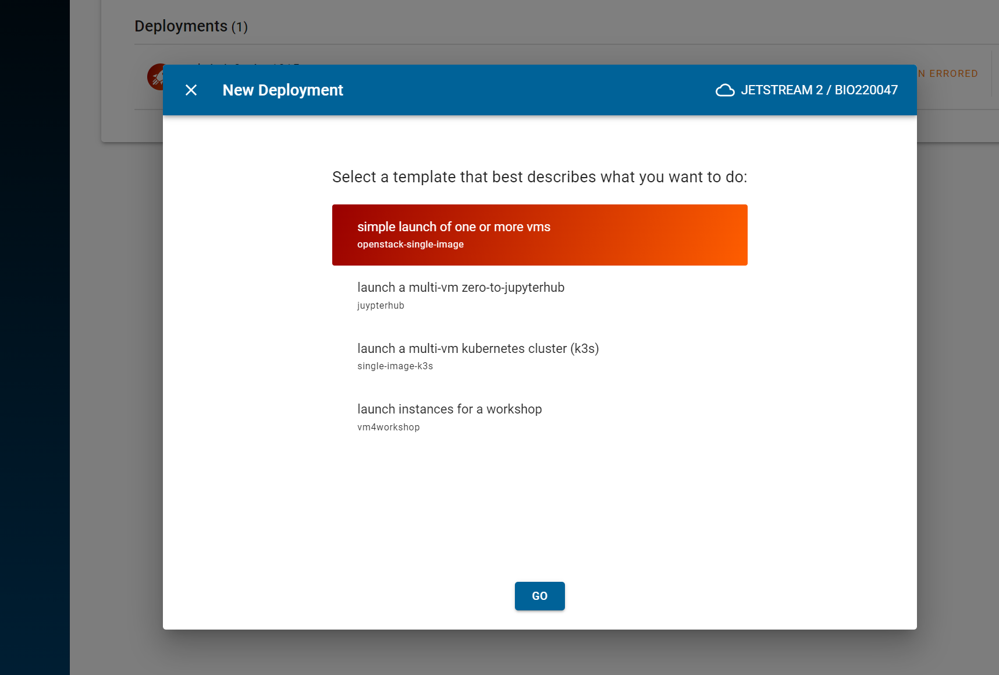 Deployments (1)
N ERRORED
New Deployment
JETSTREAM 2 / BIO220047
Select a template that best describes what you want to do:
simple launch of one or more vms
openstack-single-image
launch a multi-vm zero-to-jupyterhub
juypterhub
launch a multi-vm kubernetes cluster (k3s)
single-image-k3s
launch instances for a workshop
vm4workshop
GO